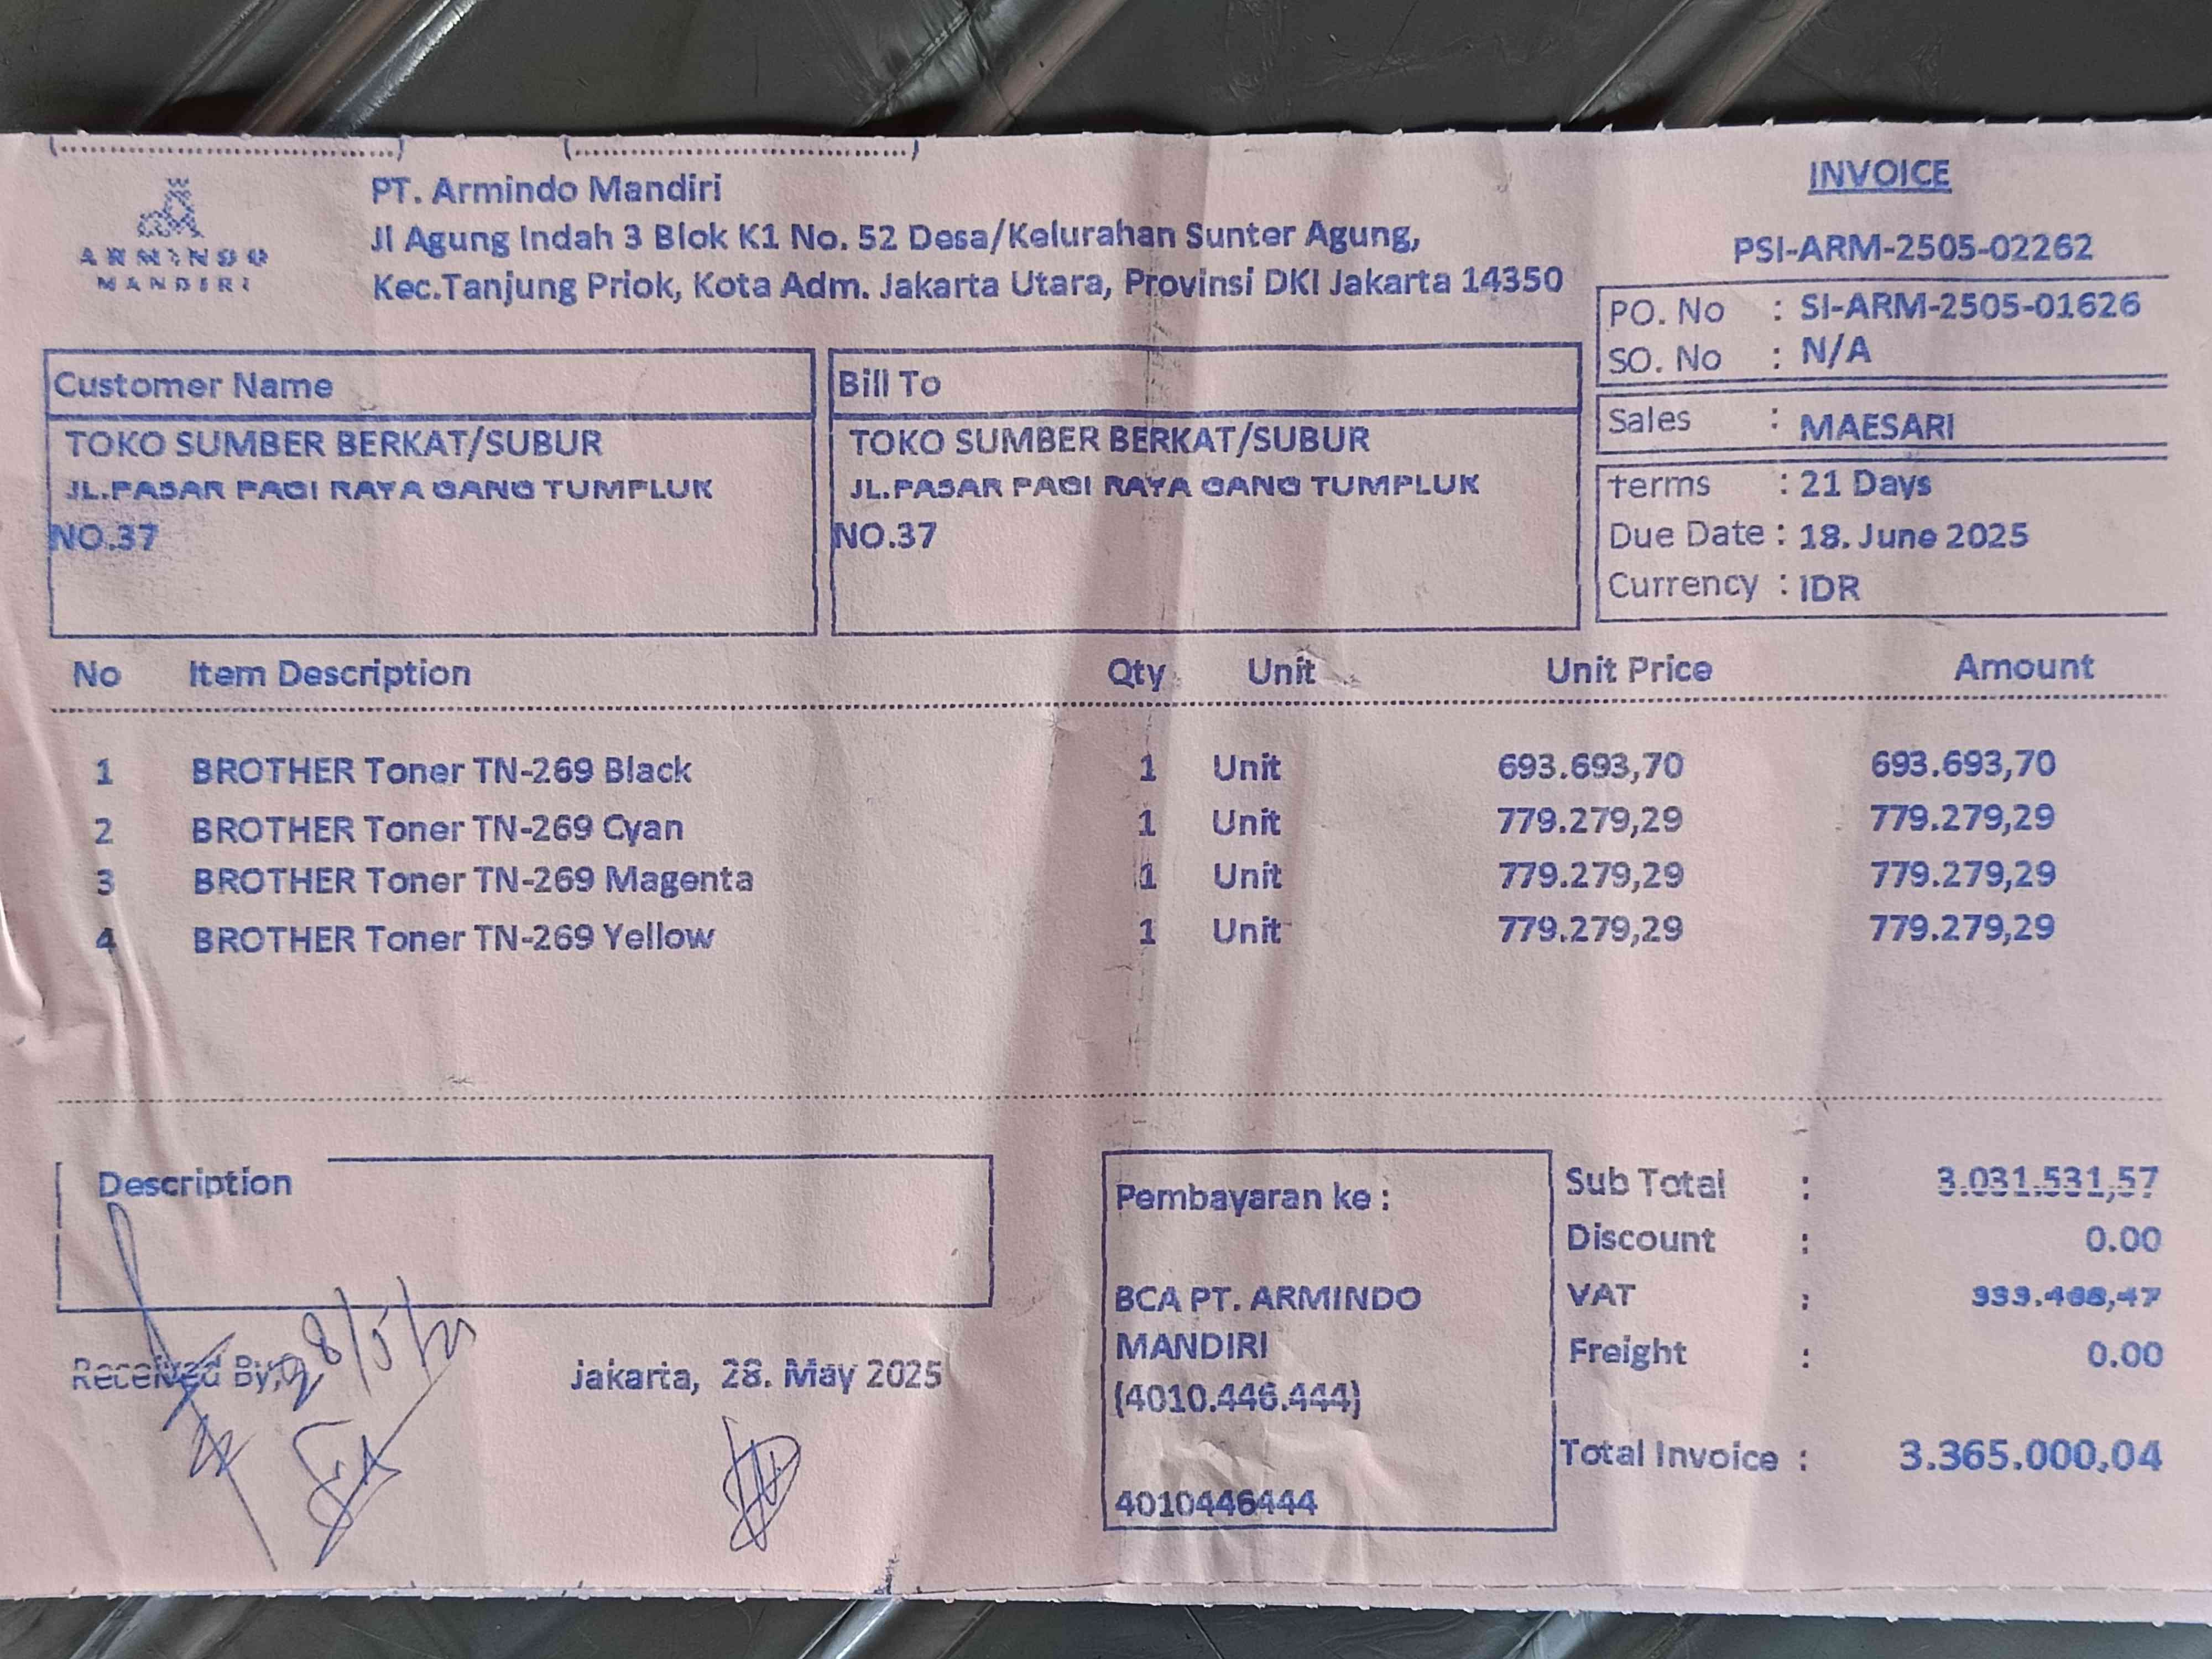 (..............................) (..............................)
ARMINDO
MANDIRI
PT. Armindo Mandiri
Jl Agung Indah 3 Blok K1 No. 52 Desa/Kelurahan Sunter Agung,
Kec.Tanjung Priok, Kota Adm. Jakarta Utara, Provinsi DKI Jakarta 14350
INVOICE
PSI-ARM-2505-02262
PO. No : SI-ARM-2505-01626
SO. No : N/A
Sales : MAESARI
Terms : 21 Days
Due Date : 18. June 2025
Currency : IDR
Customer Name
TOKO SUMBER BERKAT/SUBUR
JL.PASAR PAGI RAYA GANG TUMPLUK
NO.37
Bill To
TOKO SUMBER BERKAT/SUBUR
JL.PASAR PAGI RAYA GANG TUMPLUK
NO.37
No Item Description Qty Unit Unit Price Amount
1 BROTHER Toner TN-269 Black 1 Unit 693.693,70 693.693,70
2 BROTHER Toner TN-269 Cyan 1 Unit 779.279,29 779.279,29
3 BROTHER Toner TN-269 Magenta 1 Unit 779.279,29 779.279,29
4 BROTHER Toner TN-269 Yellow 1 Unit 779.279,29 779.279,29
Description
Received By,
28/5/
Jakarta, 28. May 2025
Pembayaran ke :
BCA PT. ARMINDO
MANDIRI
(4010.446.444)
4010446444
Sub Total : 3.031.531,57
Discount : 0.00
VAT : 333.468,47
Freight : 0.00
Total Invoice : 3.365.000,04